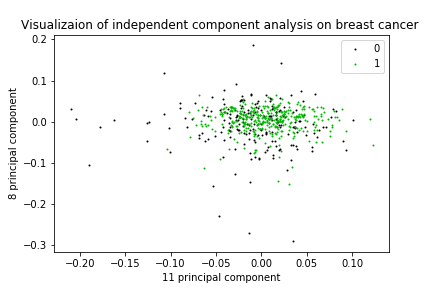 Visualizaion of independent component analysis on breast cancer
0
1
0.2
0.1
0.0
−0.1
−0.2
−0.3
8 principal component
−0.20 −0.15 −0.10 −0.05 0.00 0.05 0.10
11 principal component